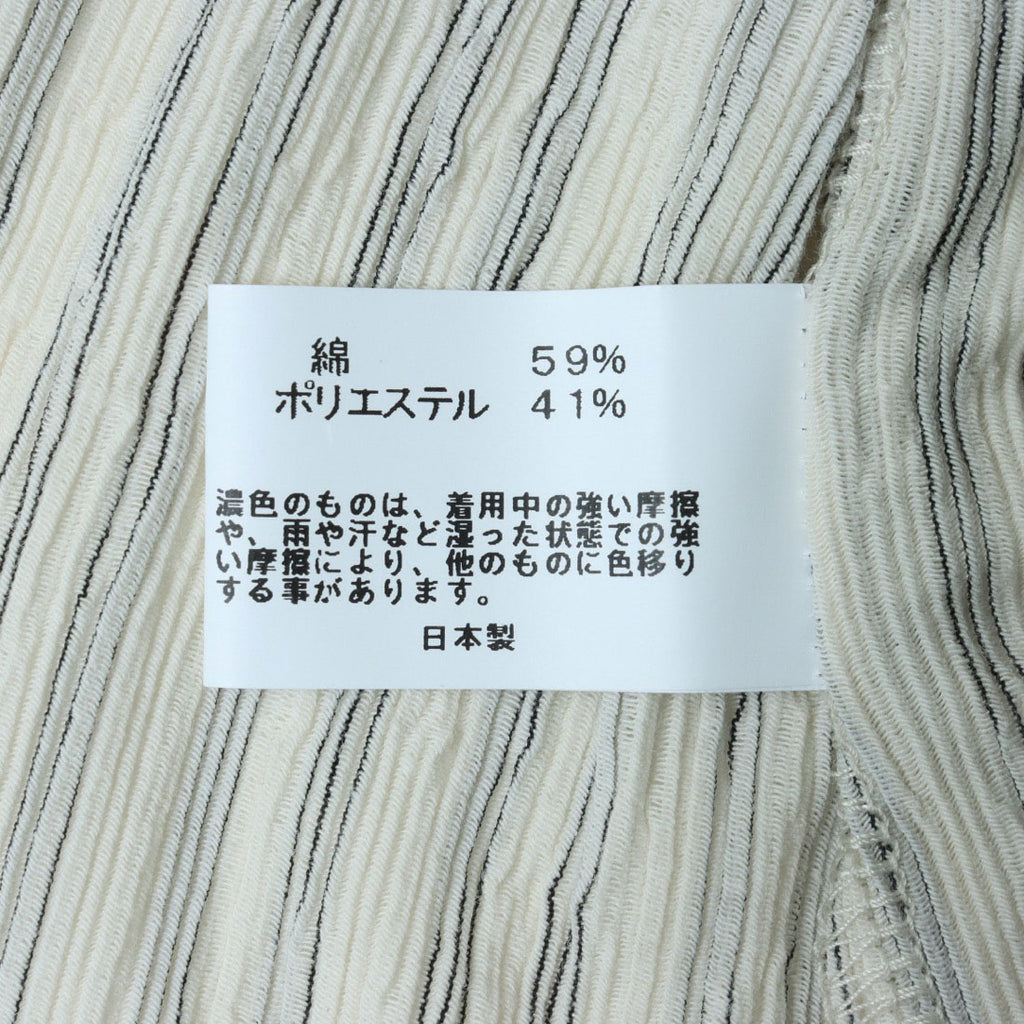 綿 59%
ポリエステル 41%
濃色のものは、着用中の強い摩擦
や、雨や汗など湿った状態での強
い摩擦により、他のものに色移り
する事があります。
日本製